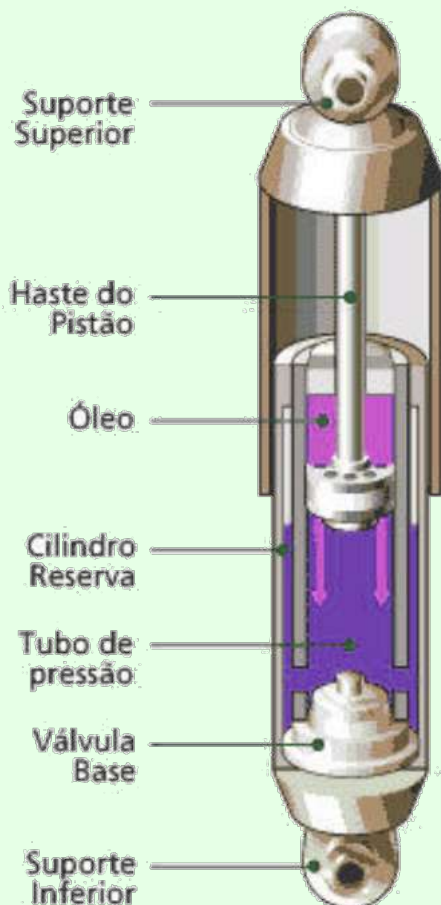 Suporte
Superior
Haste do
Pistão
Óleo
Cilindro
Reserva
Tubo de
pressão
Válvula
Base
Suporte
Inferior